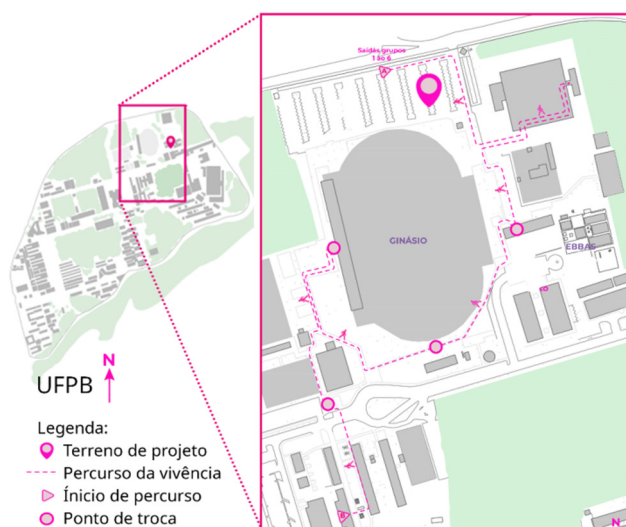 Saídas grupos
1 ao 6
A
GINÁSIO
EBBAS
UFPB
N
Legenda:
Terreno de projeto
Percurso da vivência
Ínicio de percurso
Ponto de troca
B
N